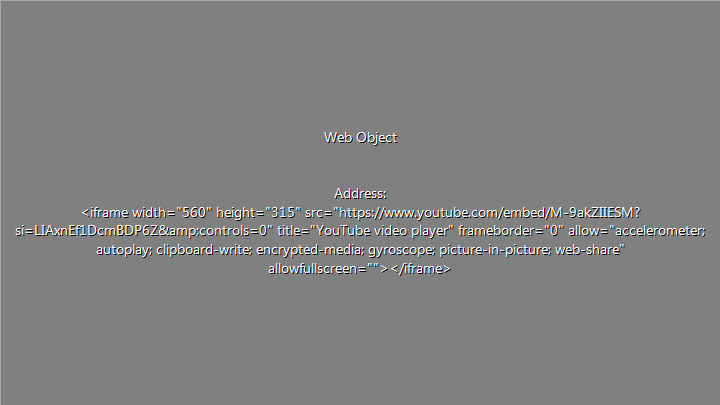 Web Object
Address:
<iframe width="560" height="315" src="https://www.youtube.com/embed/M-9akZIIESM?
si=LIAxnEf1DcmBDP6Z&amp;controls=0" title="YouTube video player" frameborder="0" allow="accelerometer;
autoplay; clipboard-write; encrypted-media; gyroscope; picture-in-picture; web-share"
allowfullscreen=""></iframe>